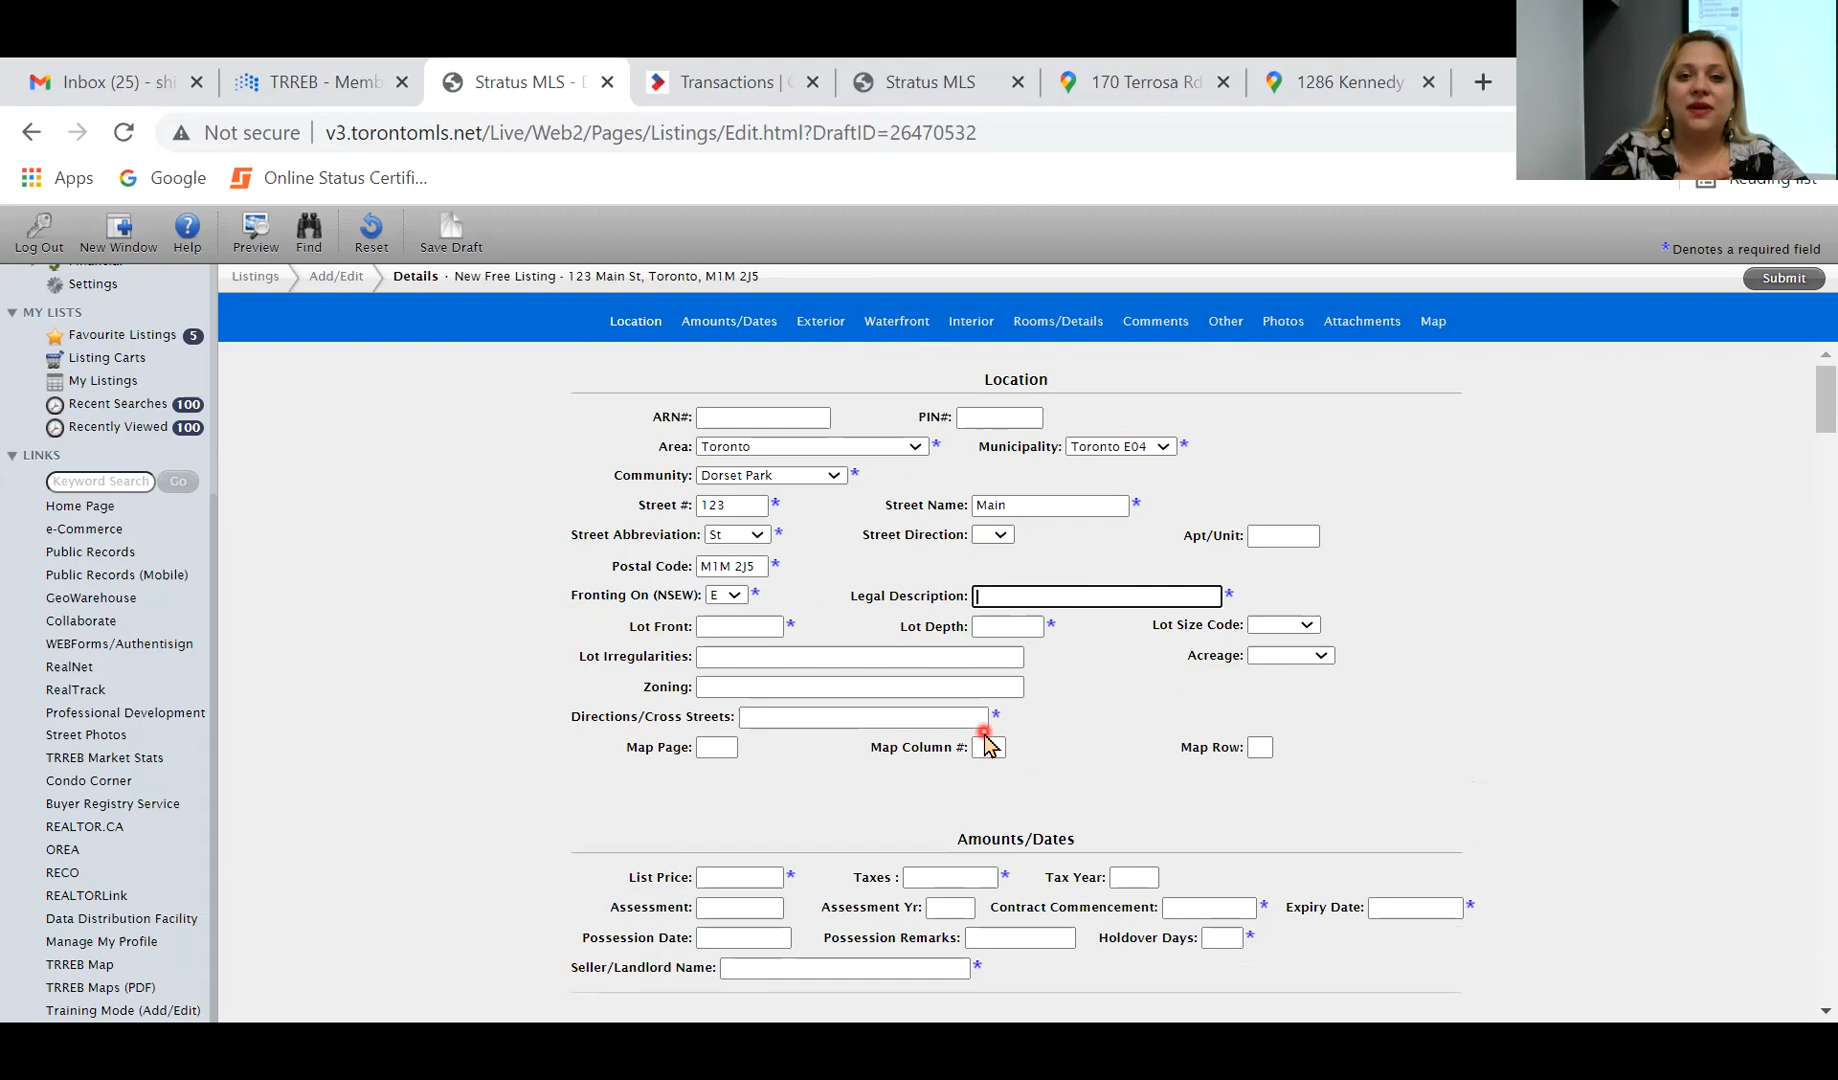 Inbox (25) - shi
TRREB - Memb
Stratus MLS - D
Transactions |
Stratus MLS
170 Terrosa Rd
1286 Kennedy
Not secure v3.torontomls.net/Live/Web2/Pages/Listings/Edit.html?DraftID=26470532
Apps Google Online Status Certifi...
Reading list
Log Out New Window Help Preview Find Reset Save Draft
* Denotes a required field
Settings
Listings Add/Edit Details · New Free Listing - 123 Main St, Toronto, M1M 2J5
Submit
MY LISTS
Favourite Listings 5
Listing Carts
My Listings
Recent Searches 100
Recently Viewed 100
LINKS
Keyword Search Go
Home Page
e-Commerce
Public Records
Public Records (Mobile)
GeoWarehouse
Collaborate
WEBForms/Authentisign
RealNet
RealTrack
Professional Development
Street Photos
TRREB Market Stats
Condo Corner
Buyer Registry Service
REALTOR.CA
OREA
RECO
REALTORLink
Data Distribution Facility
Manage My Profile
TRREB Map
TRREB Maps (PDF)
Training Mode (Add/Edit)
Location Amounts/Dates Exterior Waterfront Interior Rooms/Details Comments Other Photos Attachments Map
Location
ARN#: PIN#:
Area: Toronto * Municipality: Toronto E04 *
Community: Dorset Park *
Street #: 123 * Street Name: Main *
Street Abbreviation: St * Street Direction: Apt/Unit:
Postal Code: M1M 2J5 *
Fronting On (NSEW): E * Legal Description: *
Lot Front: * Lot Depth: * Lot Size Code:
Lot Irregularities: Acreage:
Zoning:
Directions/Cross Streets: *
Map Page: Map Column #: Map Row:
Amounts/Dates
List Price: * Taxes : * Tax Year:
Assessment: Assessment Yr: Contract Commencement: * Expiry Date: *
Possession Date: Possession Remarks: Holdover Days: *
Seller/Landlord Name: *